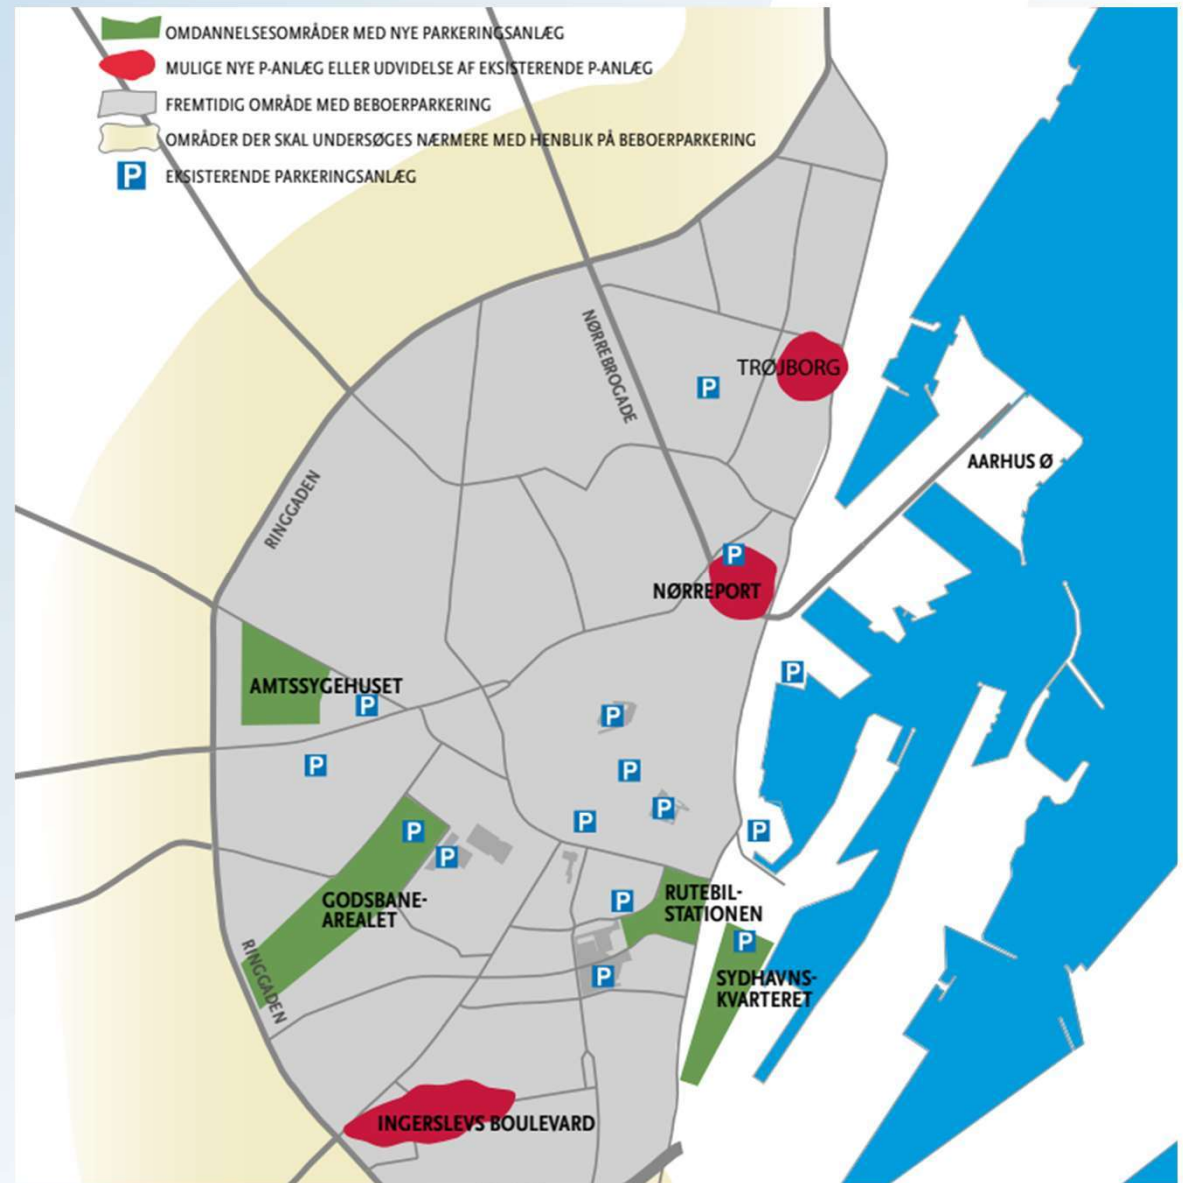 OMDANNELSESOMRÅDER MED NYE PARKERINGSANLÆG
MULIGE NYE P-ANLÆG ELLER UDVIDELSE AF EKSISTERENDE P-ANLÆG
FREMTIDIG OMRÅDE MED BEBOERPARKERING
OMRÅDER DER SKAL UNDERSØGES NÆRMERE MED HENBLIK PÅ BEBOERPARKERING
P EKSISTERENDE PARKERINGSANLÆG
NØRREBROGADE
TRØJBORG
P
AARHUS Ø
RINGGADEN
P
NØRREPORT
P
AMTSSYGEHUSET
P
P
P
P
P
P
P
P
P
GODSBANE-
AREALET
RUTEBIL-
STATIONEN
P
P
RINGGADEN
P
SYDHAVNS-
KVARTERET
INGERSLEVS BOULEVARD